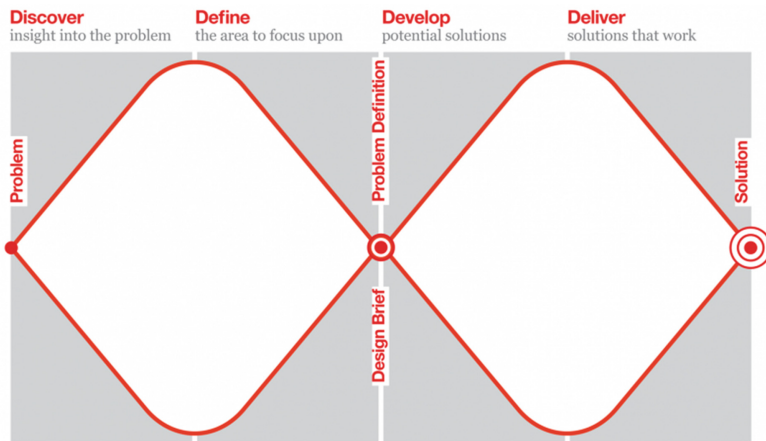 Discover
insight into the problem
Define
the area to focus upon
Develop
potential solutions
Deliver
solutions that work
Problem
Problem Definition
Design Brief
Solution